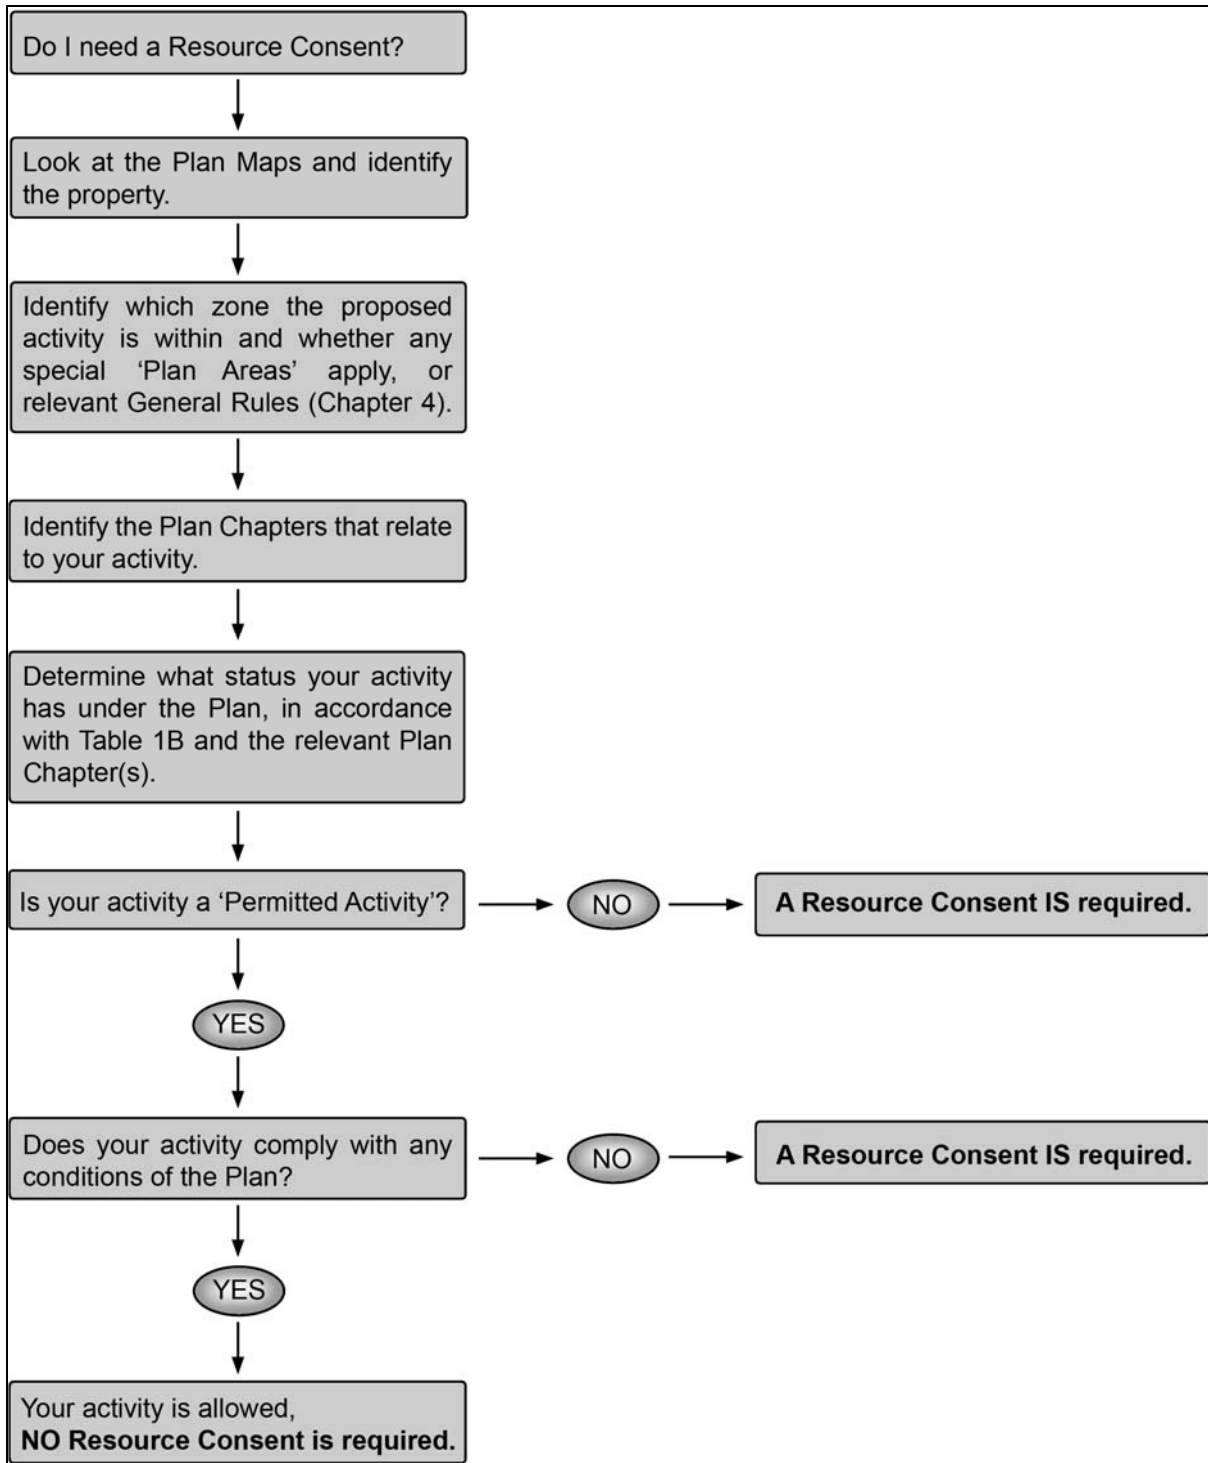 Do I need a Resource Consent?
Look at the Plan Maps and identify
the property.
Identify which zone the proposed
activity is within and whether any
special ‘Plan Areas’ apply, or
relevant General Rules (Chapter 4).
Identify the Plan Chapters that relate
to your activity.
Determine what status your activity
has under the Plan, in accordance
with Table 1B and the relevant Plan
Chapter(s).
Is your activity a ‘Permitted Activity’?
NO
A Resource Consent IS required.
YES
Does your activity comply with any
conditions of the Plan?
NO
A Resource Consent IS required.
YES
Your activity is allowed,
NO Resource Consent is required.